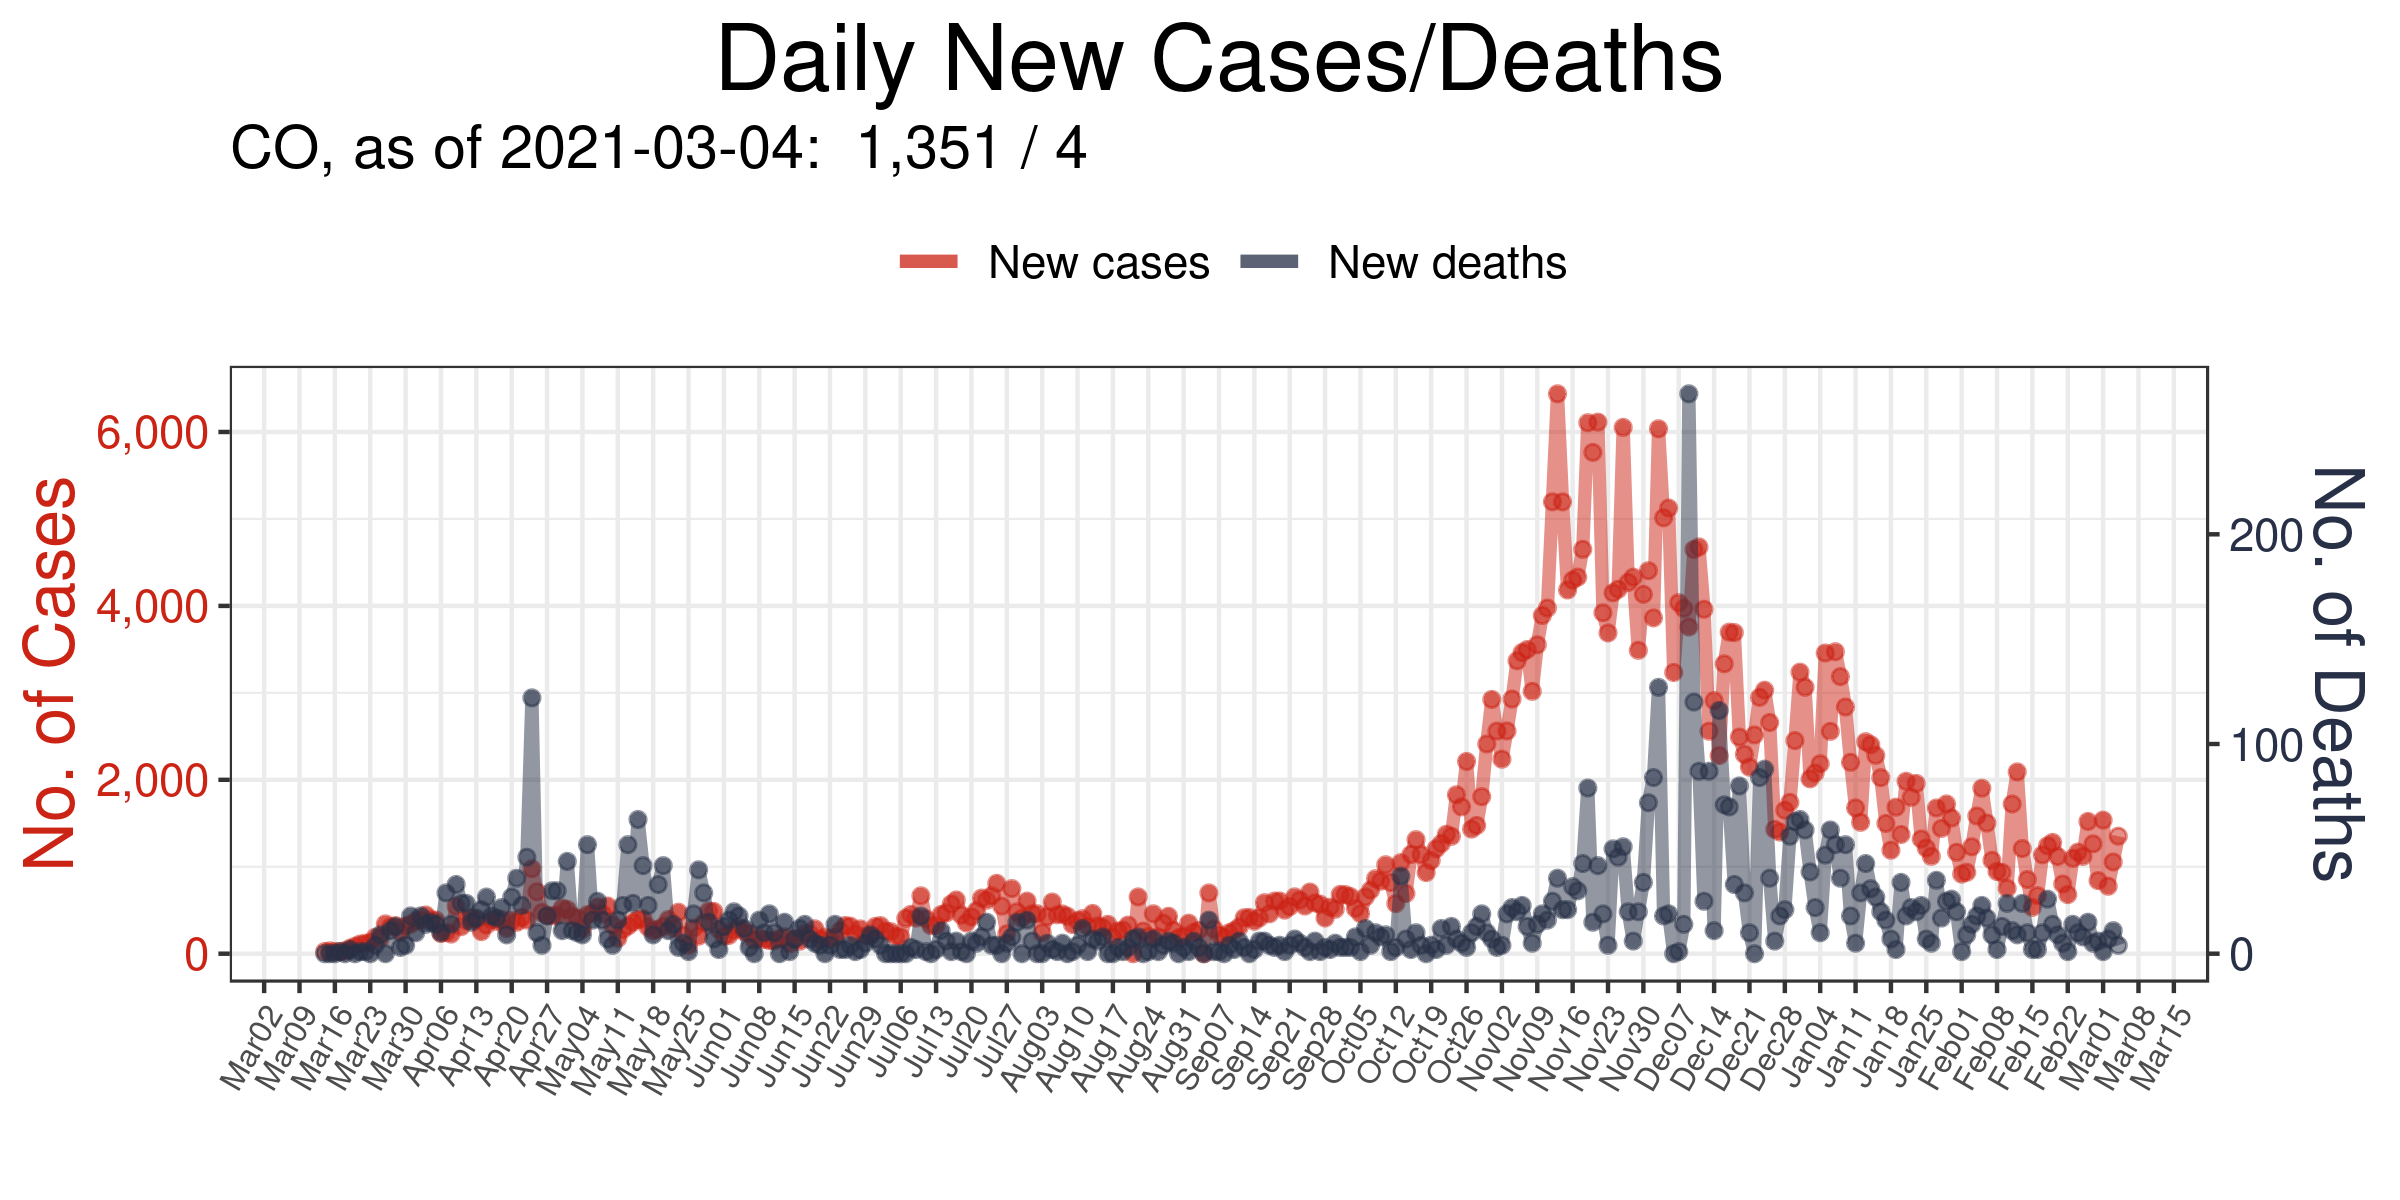 Daily New Cases/Deaths
CO, as of 2021-03-04:  1,351 / 4
New cases
New deaths
No. of Cases
6,000
4,000
2,000
0
No. of Deaths
200
100
0
Mar02
Mar09
Mar16
Mar23
Mar30
Apr06
Apr13
Apr20
Apr27
May04
May11
May18
May25
Jun01
Jun08
Jun15
Jun22
Jun29
Jul06
Jul13
Jul20
Jul27
Aug03
Aug10
Aug17
Aug24
Aug31
Sep07
Sep14
Sep21
Sep28
Oct05
Oct12
Oct19
Oct26
Nov02
Nov09
Nov16
Nov23
Nov30
Dec07
Dec14
Dec21
Dec28
Dec04
Jan11
Jan18
Jan25
Feb01
Feb08
Feb15
Feb22
Mar01
Mar08
Mar15